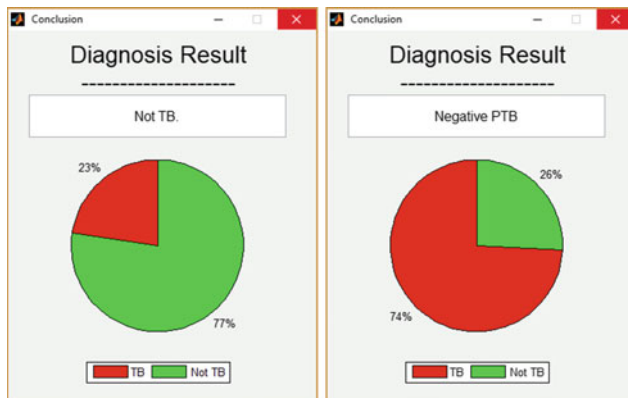 Conclusion
Diagnosis Result
--------------------
Not TB.
23%
77%
TB
Not TB
Conclusion
Diagnosis Result
--------------------
Negative PTB
26%
74%
TB
Not TB